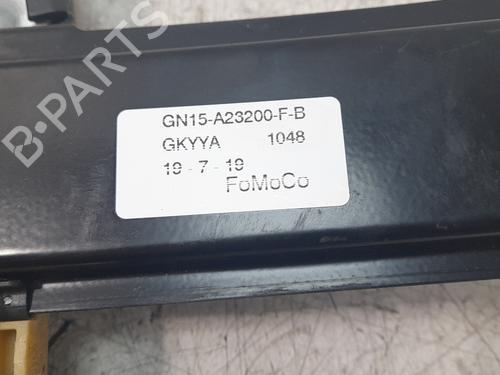 B-PARTS
GN15-A23200-F-B
GKYYA 1048
19 - 7 - 19
FoMoCo